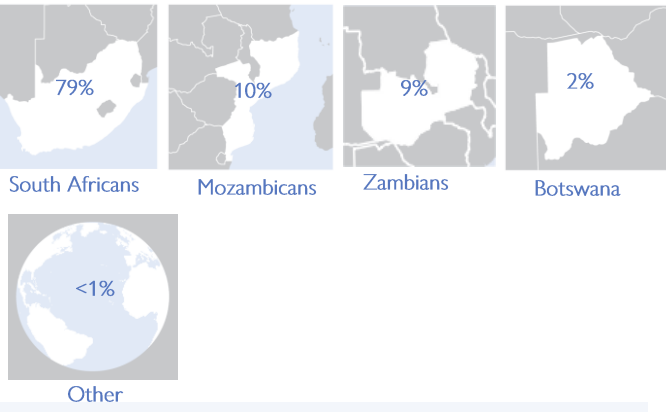 79%
10%
9%
2%
South Africans
Mozambicans
Zambians
Botswana
<1%
Other